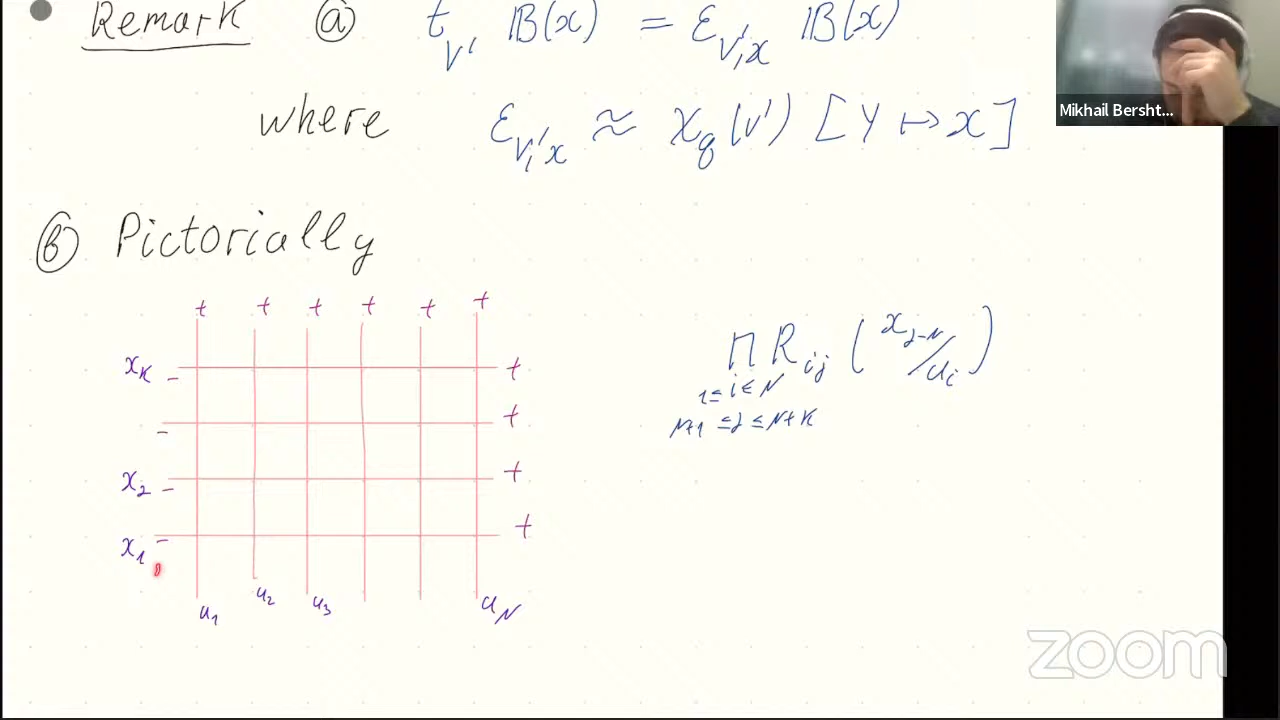 Remark ⓐ t_{V'} 𝔹(x) = ε_{V',x} 𝔹(x)
where ε_{V',x} ≈ χ_q(V') [Y ↦ x]
ⓑ Pictorially
+ + + + + +
x_K − +
− +
x_2 − +
x_1 − +
u_1 u_2 u_3 u_N
∏ R_{ij} (x_{j-N}/u_i)
1≤i≤N
N+1 ≤j ≤N+K
Mikhail Bersht...
zoom